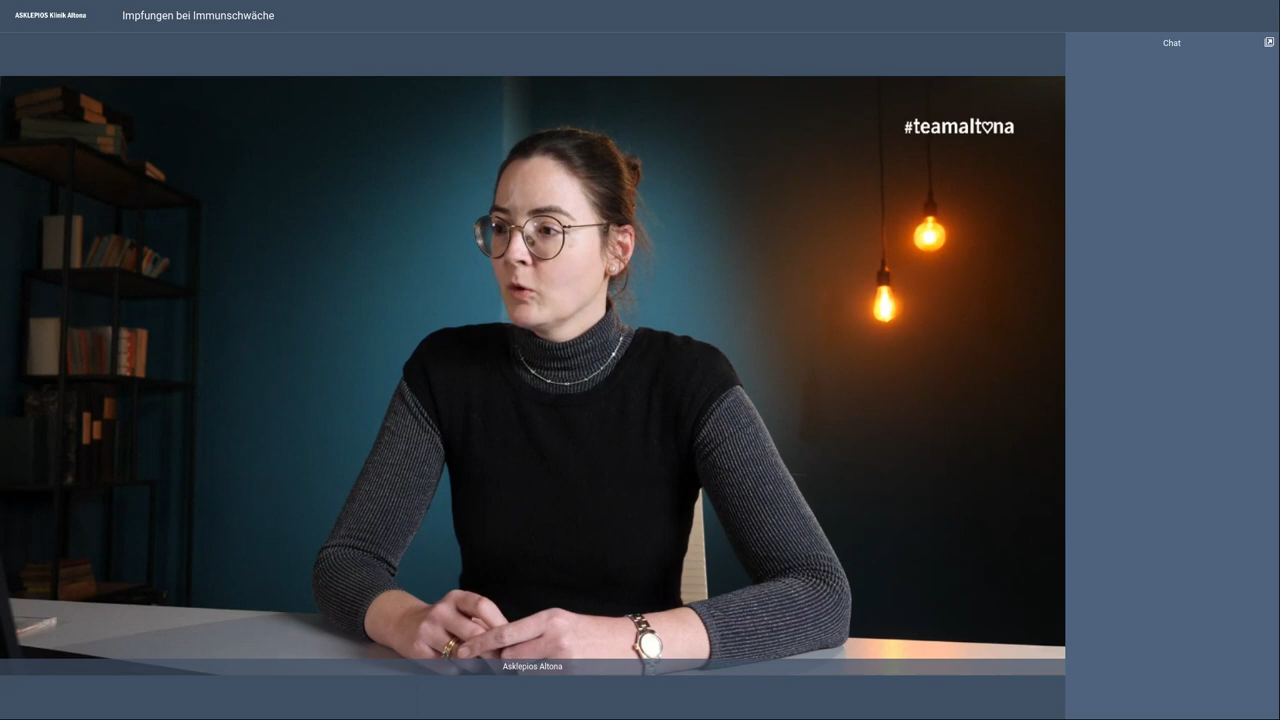 ASKLEPIOS Klinik Altona
Impfungen bei Immunschwäche
Chat
#teamaltona
Asklepios Altona